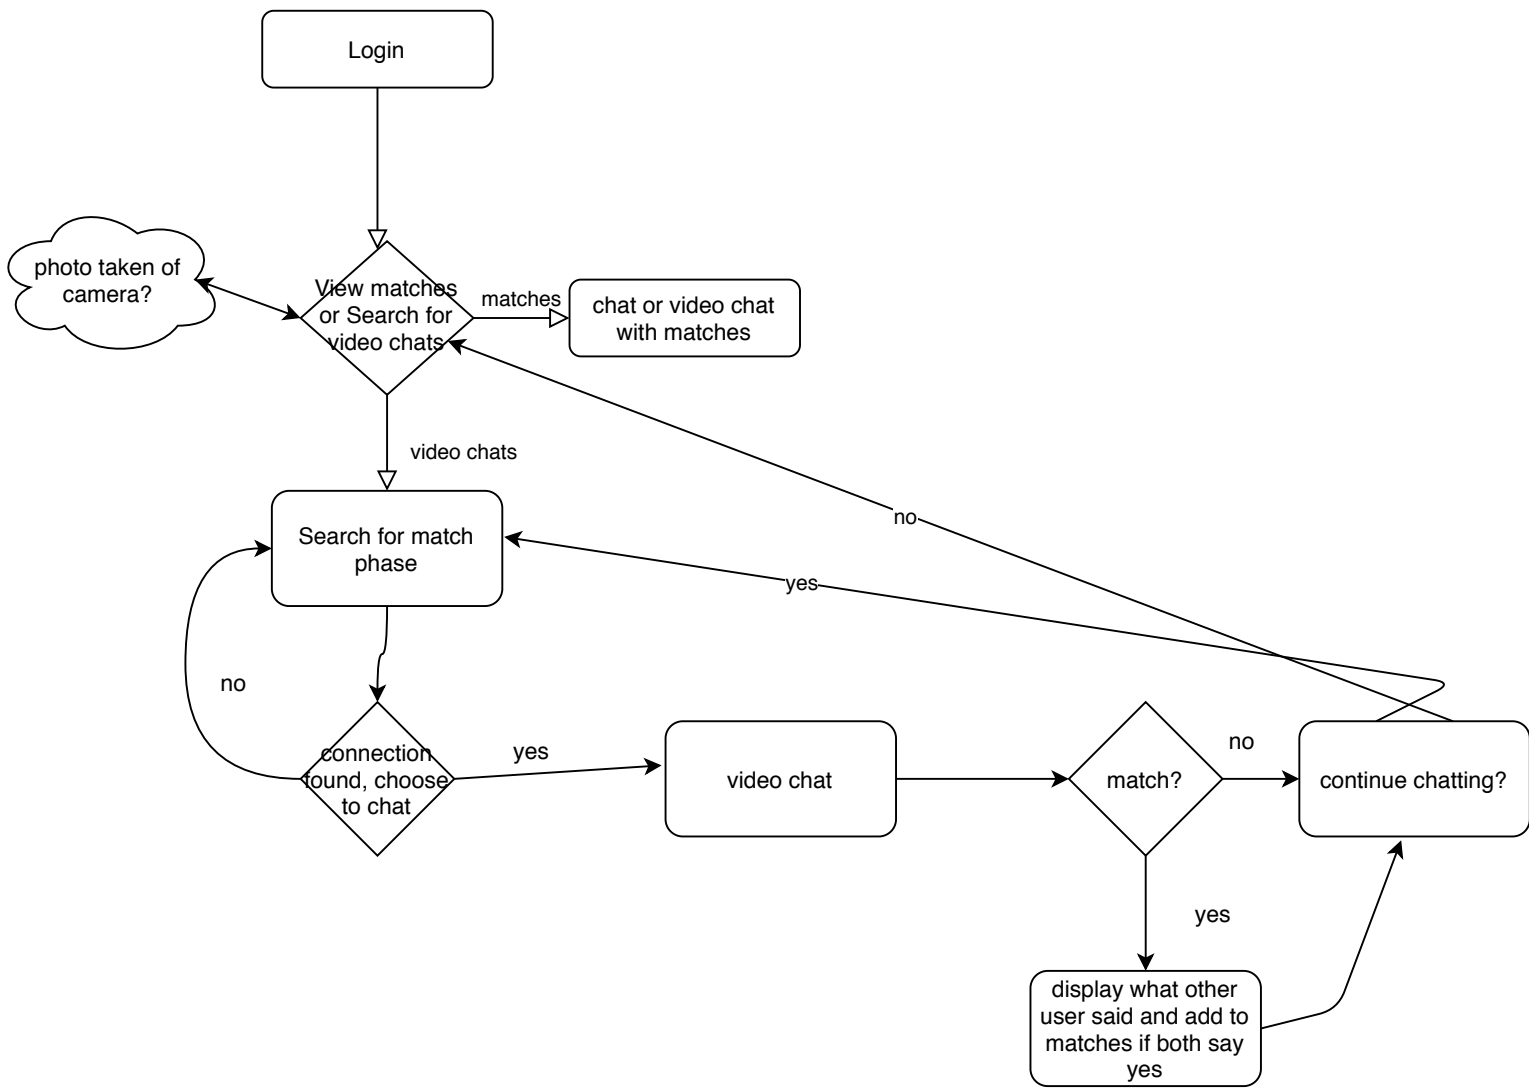 Login
photo taken of
camera?
View matches
or Search for
video chats
matches
chat or video chat
with matches
video chats
no
Search for match
phase
yes
no
connection
found, choose
to chat
yes
video chat
match?
no
continue chatting?
yes
display what other
user said and add to
matches if both say
yes